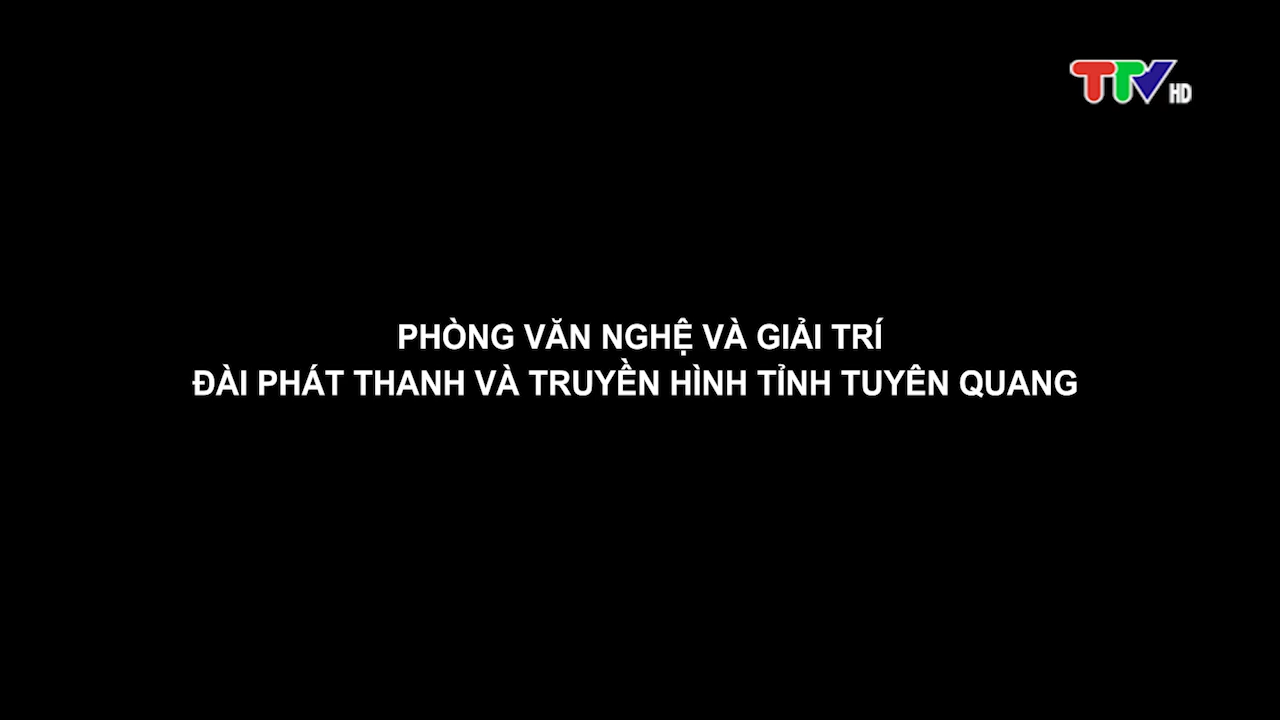 TTV HD
PHÒNG VĂN NGHỆ VÀ GIẢI TRÍ
ĐÀI PHÁT THANH VÀ TRUYỀN HÌNH TỈNH TUYÊN QUANG